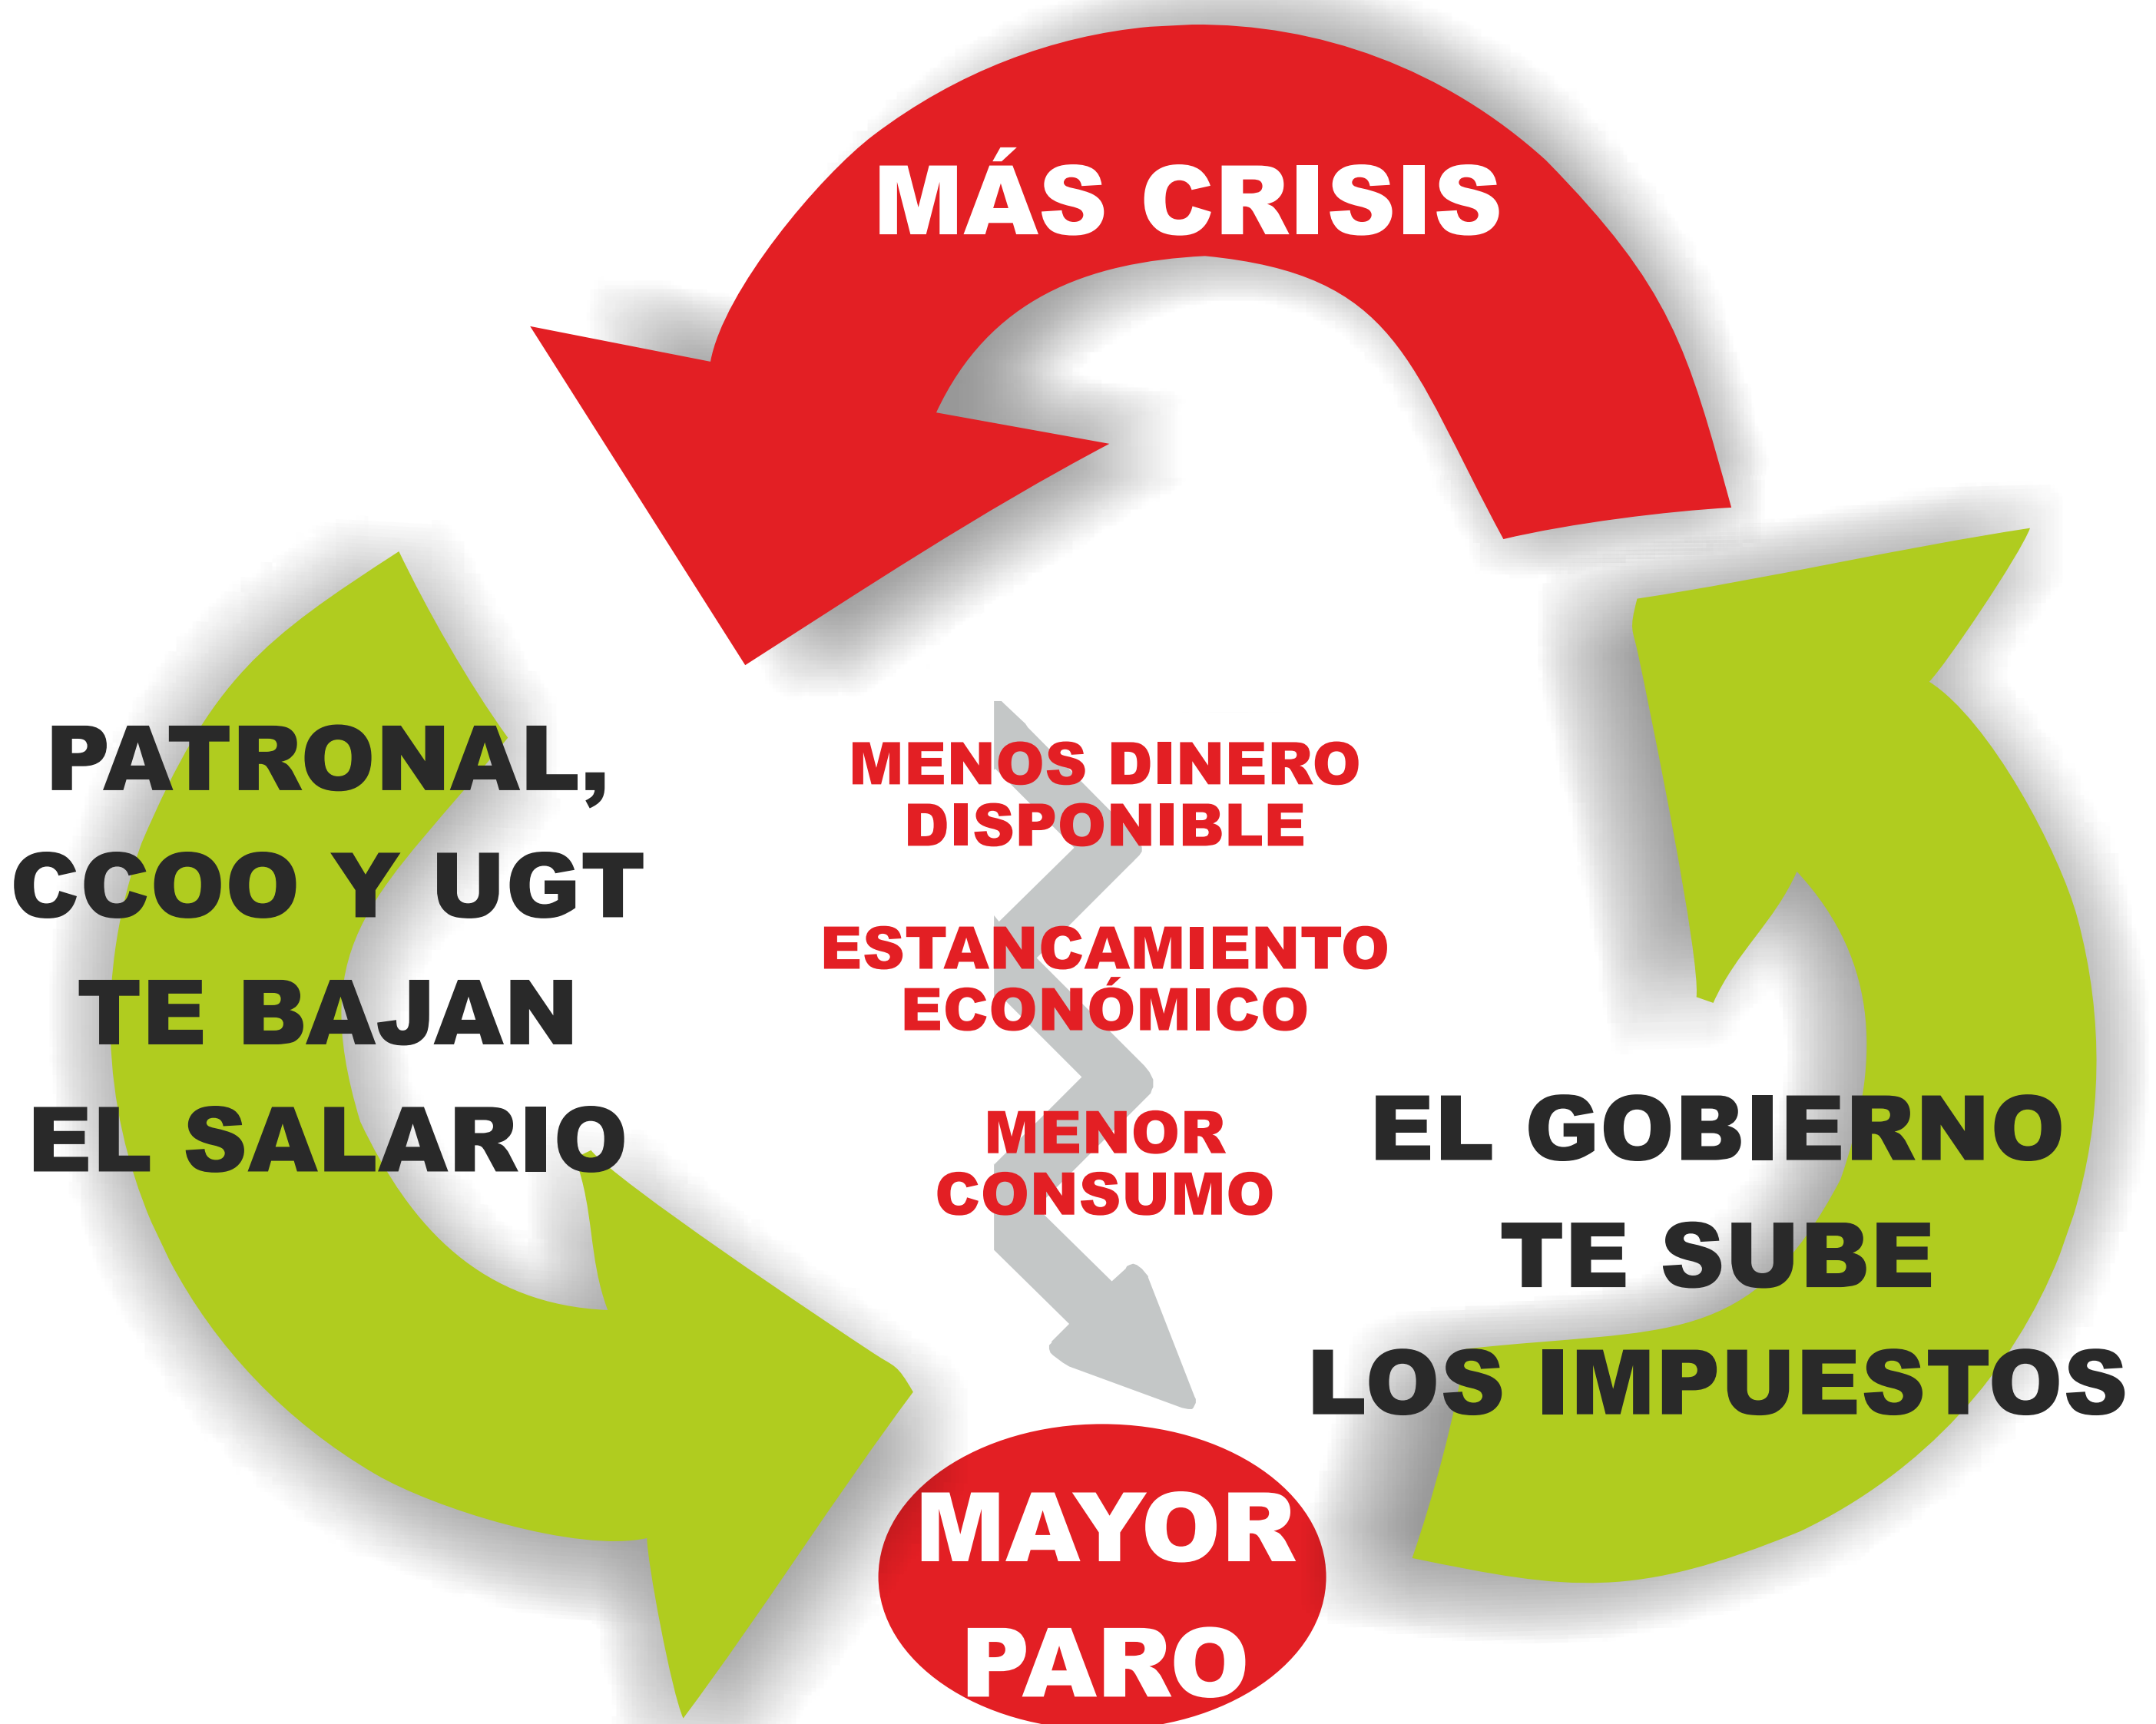 MÁS CRISIS
PATRONAL,
CCOO Y UGT
TE BAJAN
EL SALARIO
MENOS DINERO
DISPONIBLE
ESTANCAMIENTO
ECONÓMICO
MENOR
CONSUMO
EL GOBIERNO
TE SUBE
LOS IMPUESTOS
MAYOR
PARO